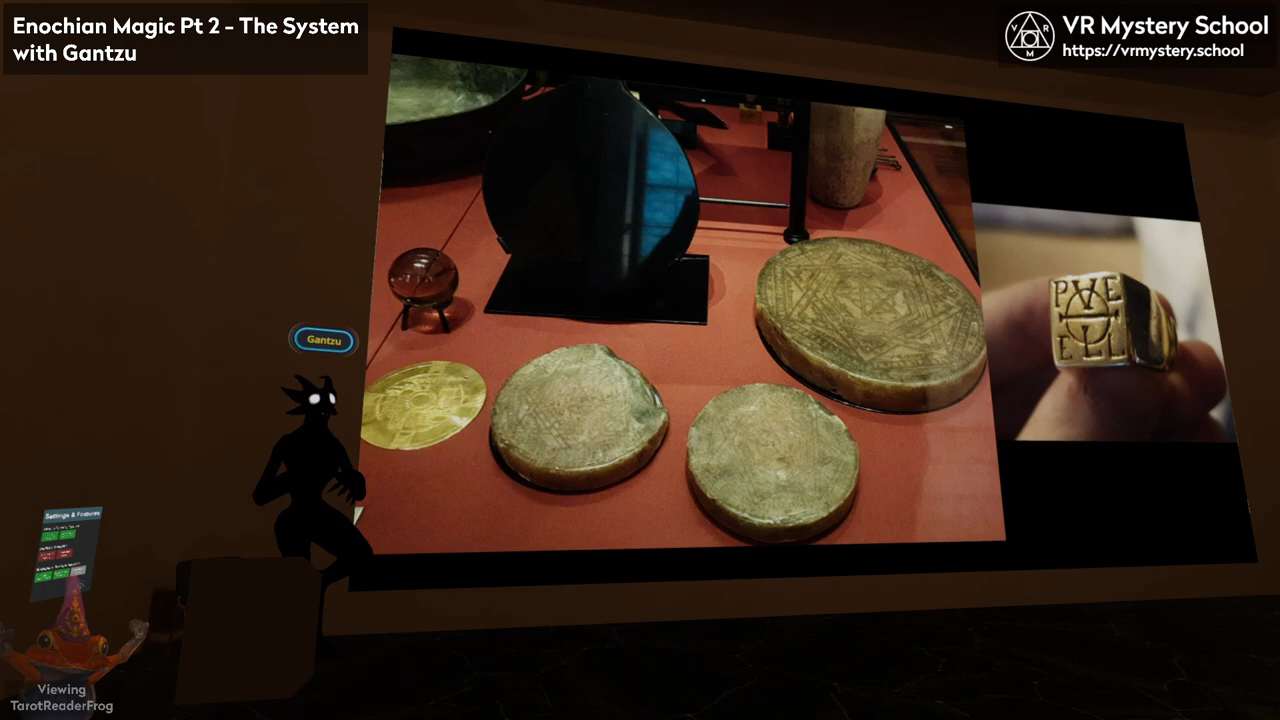 Enochian Magic Pt 2 - The System
with Gantzu
V R
M
VR Mystery School
https://vrmystery.school
Gantzu
P V E
E L L
Settings & Features
Viewing
TarotReaderFrog